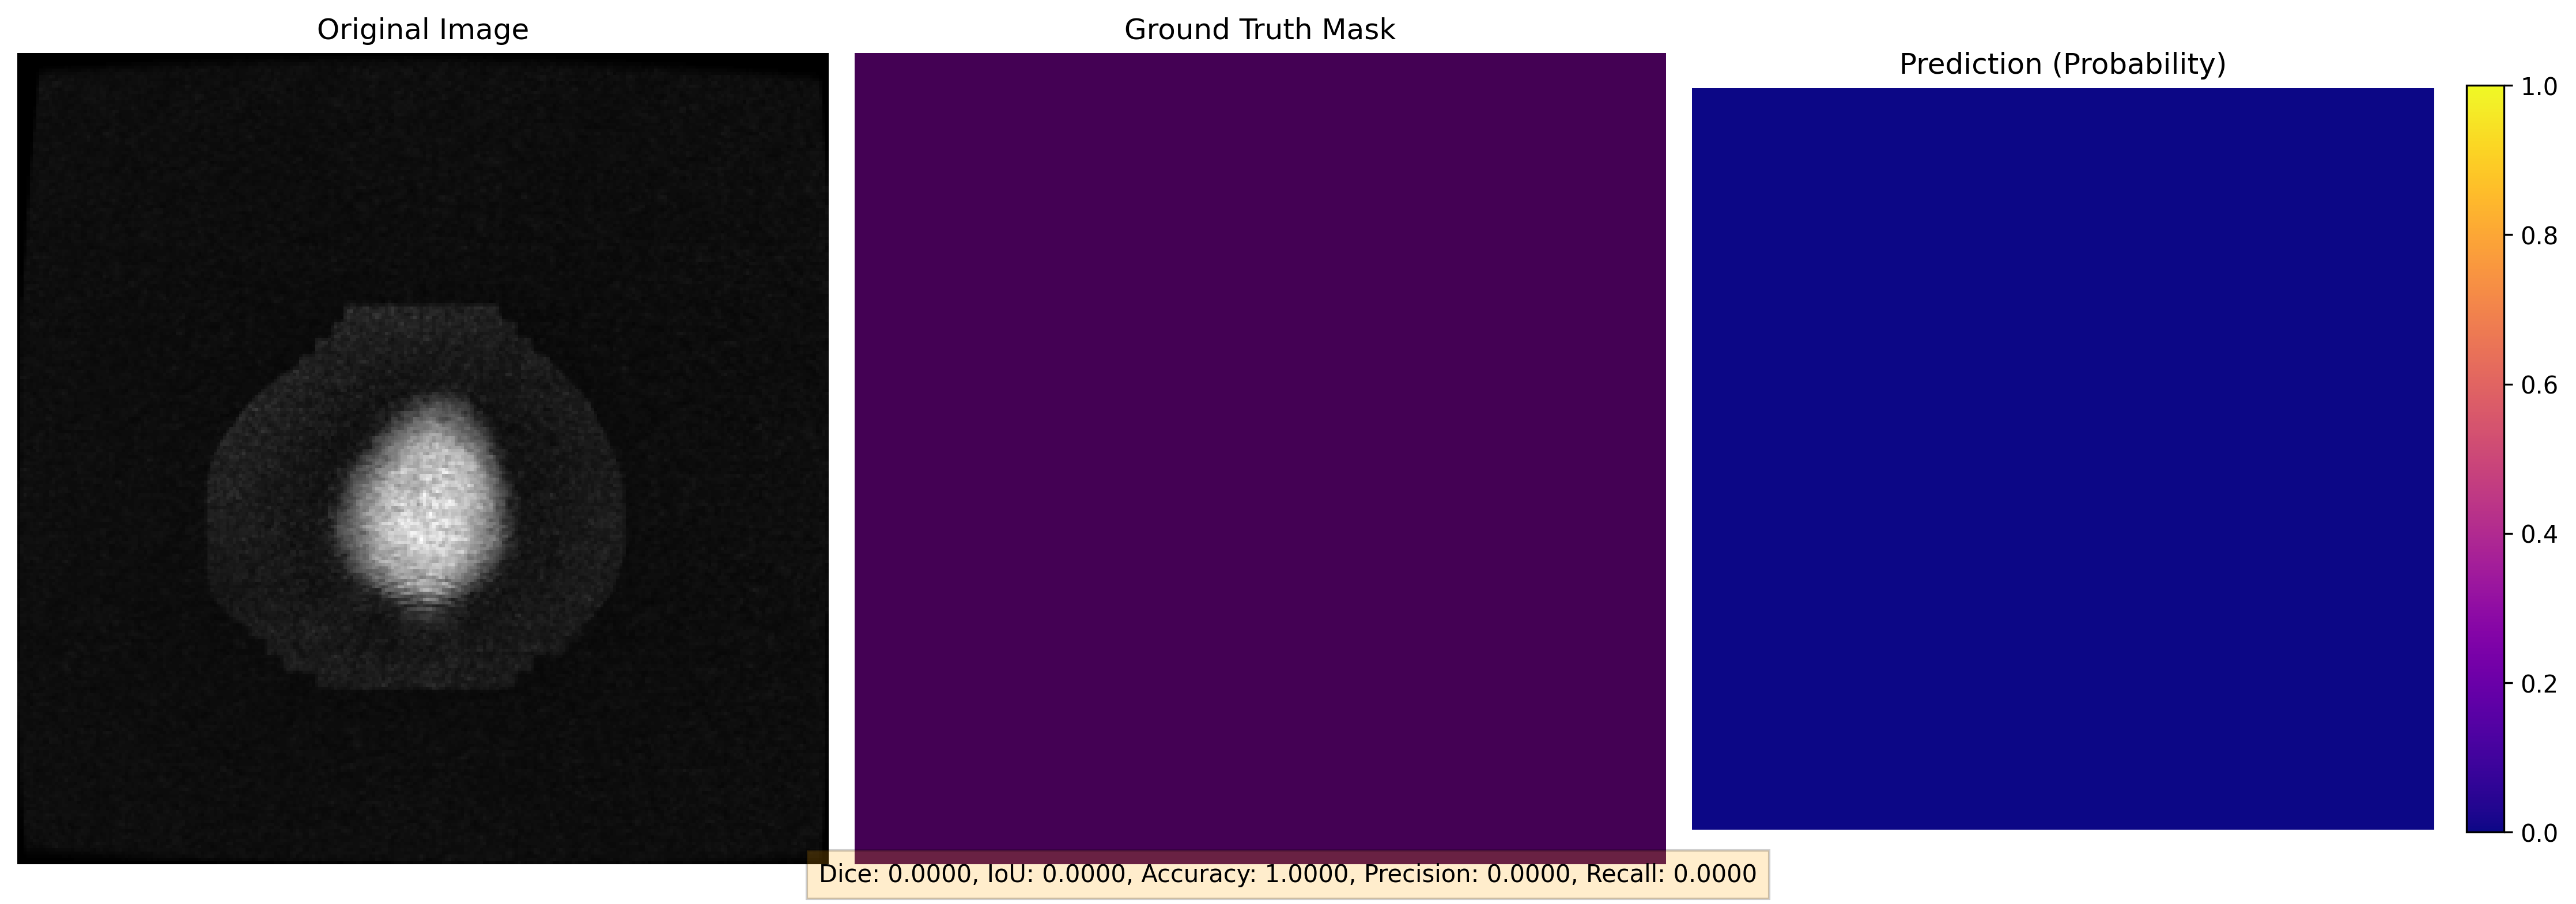 Original Image
Ground Truth Mask
Prediction (Probability)
1.0
0.8
0.6
0.4
0.2
0.0
Dice: 0.0000, IoU: 0.0000, Accuracy: 1.0000, Precision: 0.0000, Recall: 0.0000